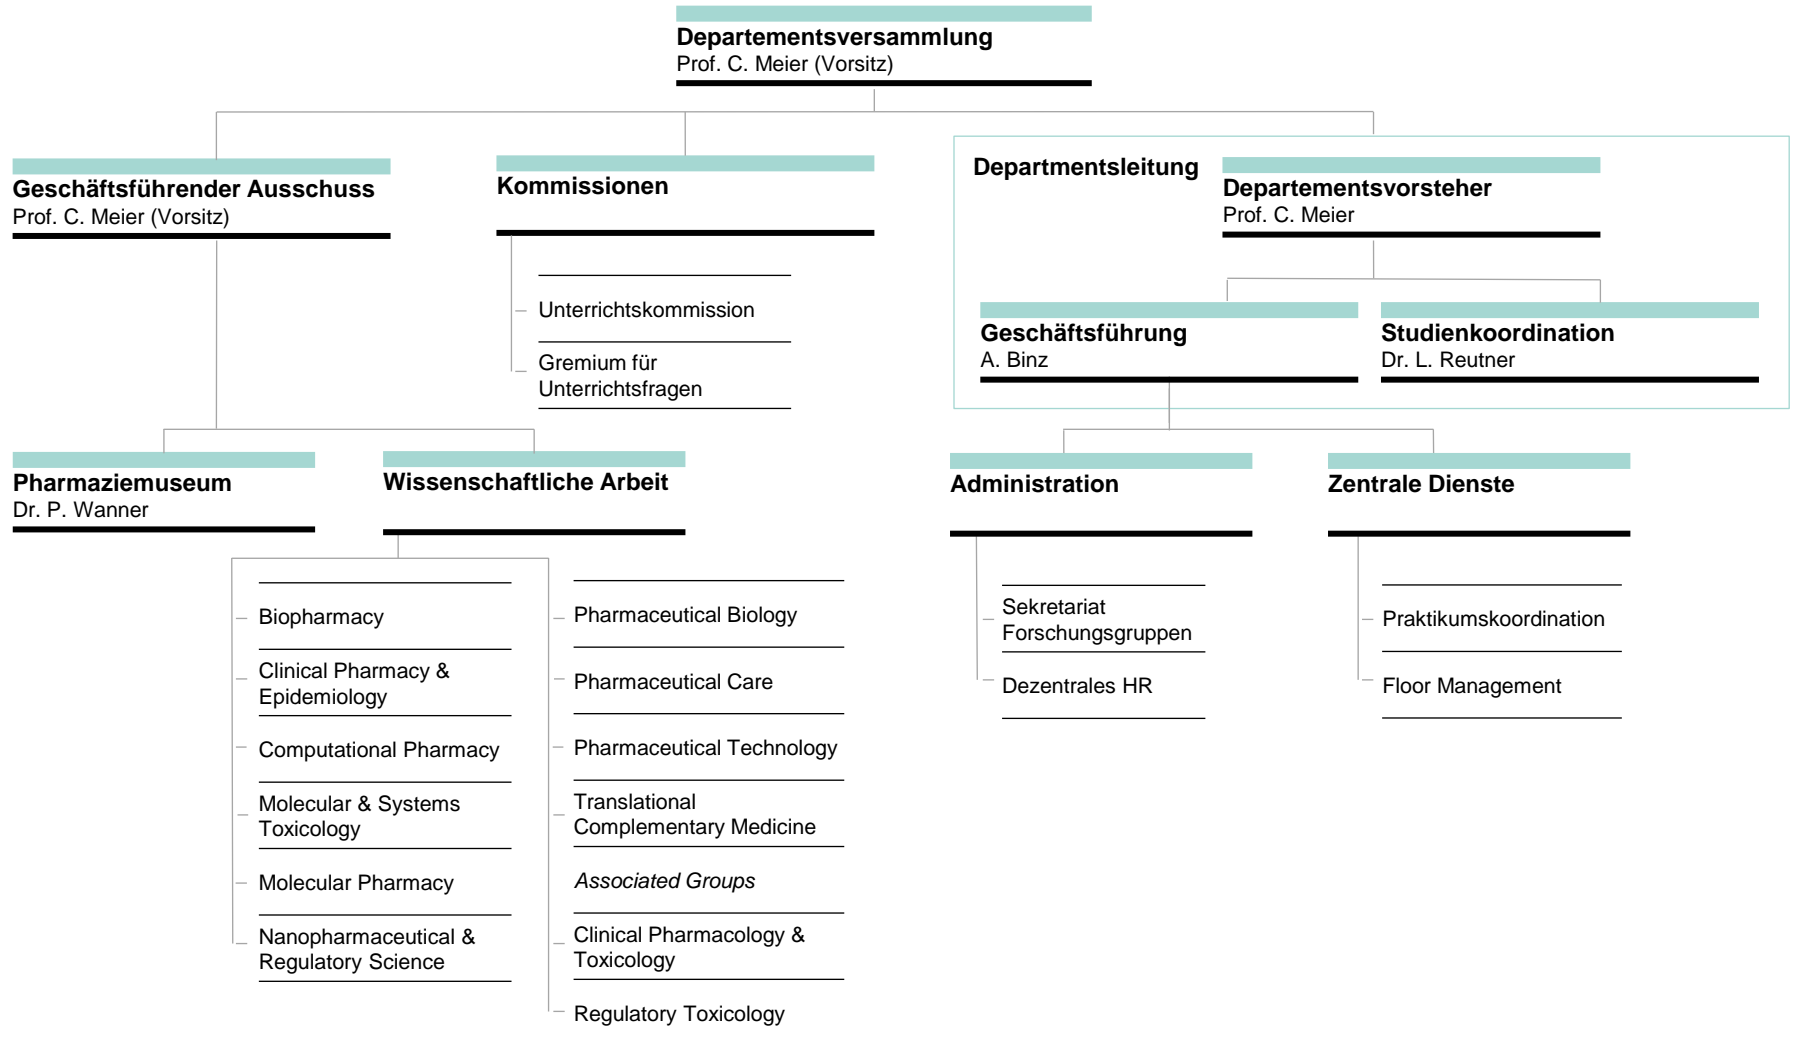 Departementsversammlung
Prof. C. Meier (Vorsitz)
Geschäftsführender Ausschuss
Prof. C. Meier (Vorsitz)
Kommissionen
Unterrichtskommission
Gremium für
Unterrichtsfragen
Departmentsleitung
Departementsvorsteher
Prof. C. Meier
Geschäftsführung
A. Binz
Studienkoordination
Dr. L. Reutner
Pharmaziemuseum
Dr. P. Wanner
Wissenschaftliche Arbeit
Biopharmacy
Clinical Pharmacy &
Epidemiology
Computational Pharmacy
Molecular & Systems
Toxicology
Molecular Pharmacy
Nanopharmaceutical &
Regulatory Science
Pharmaceutical Biology
Pharmaceutical Care
Pharmaceutical Technology
Translational
Complementary Medicine
Associated Groups
Clinical Pharmacology &
Toxicology
Regulatory Toxicology
Administration
Sekretariat
Forschungsgruppen
Dezentrales HR
Zentrale Dienste
Praktikumskoordination
Floor Management